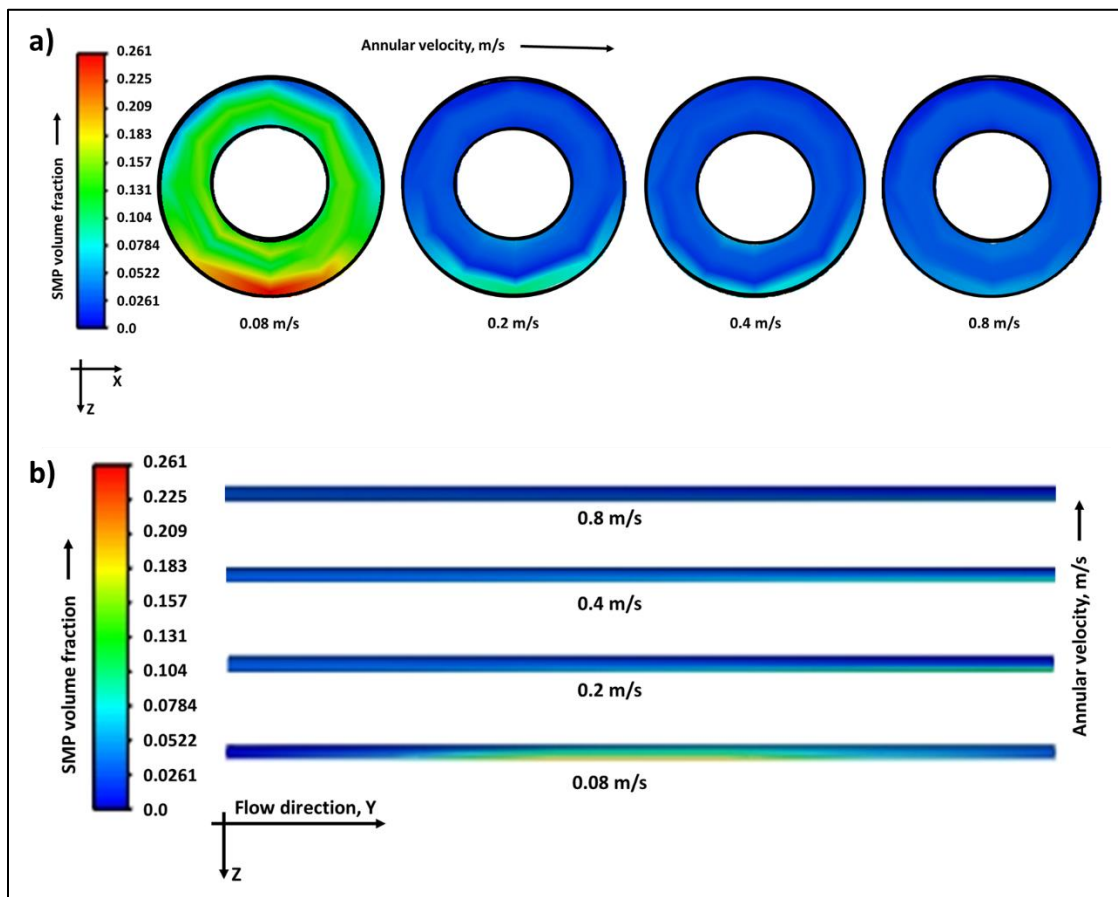 a)
Annular velocity, m/s
SMP volume fraction
0.261
0.225
0.209
0.183
0.157
0.131
0.104
0.0784
0.0522
0.0261
0.0
0.08 m/s
0.2 m/s
0.4 m/s
0.8 m/s
X
Z
b)
SMP volume fraction
0.261
0.225
0.209
0.183
0.157
0.131
0.104
0.0784
0.0522
0.0261
0.0
0.8 m/s
0.4 m/s
0.2 m/s
0.08 m/s
Annular velocity, m/s
Flow direction, Y
Z